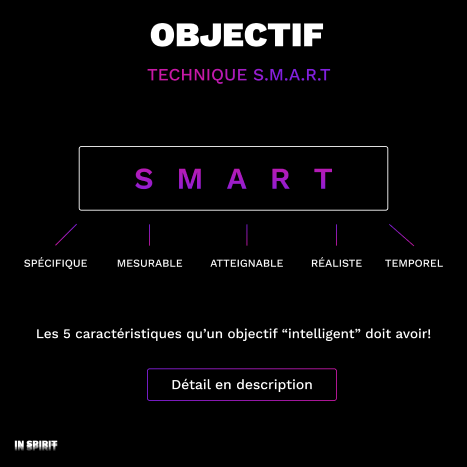 OBJECTIF
TECHNIQUE S.M.A.R.T
S M A R T
SPÉCIFIQUE MESURABLE ATTEIGNABLE RÉALISTE TEMPOREL
Les 5 caractéristiques qu’un objectif “intelligent” doit avoir!
Détail en description
IN SPIRIT